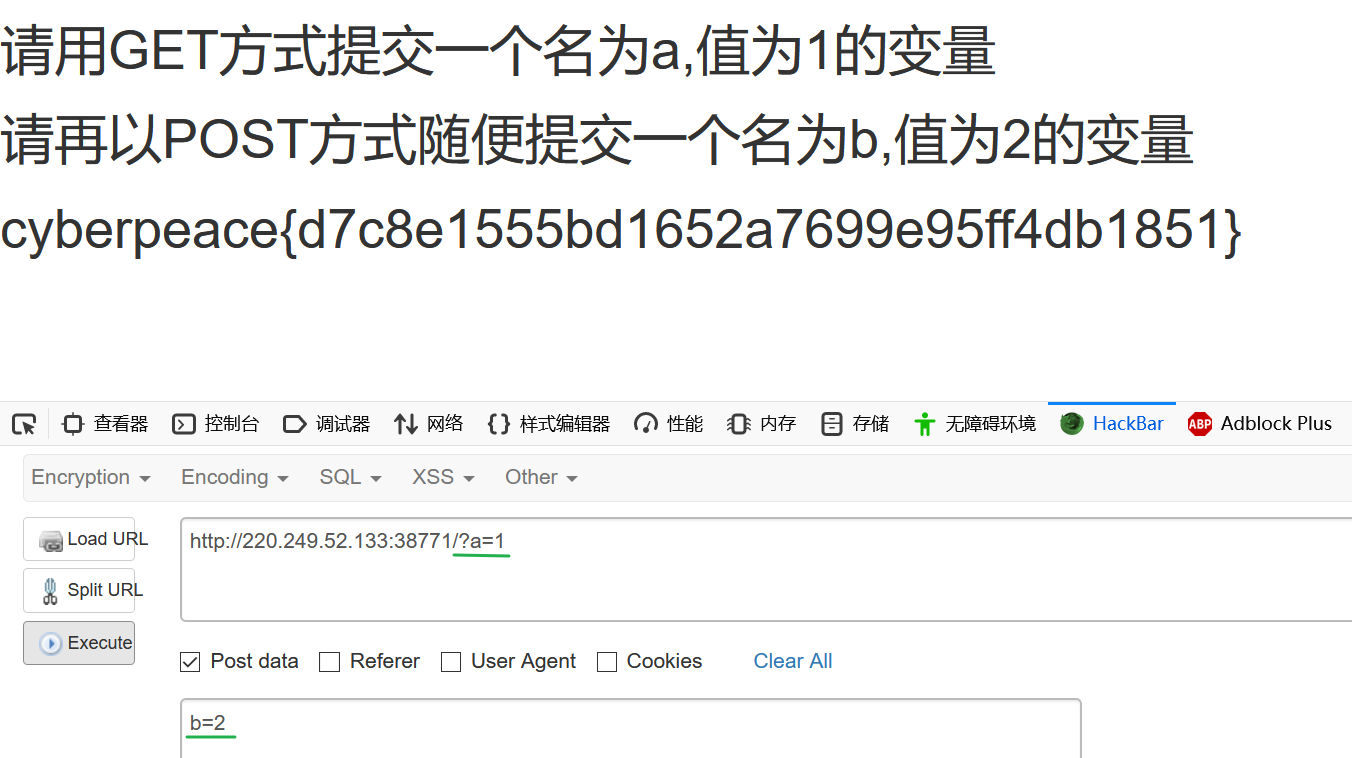 请用GET方式提交一个名为a,值为1的变量
请再以POST方式随便提交一个名为b,值为2的变量
cyberpeace{d7c8e1555bd1652a7699e95ff4db1851}
查看器 控制台 调试器 网络 样式编辑器 性能 内存 存储 无障碍环境 HackBar ABP Adblock Plus
Encryption Encoding SQL XSS Other
Load URL http://220.249.52.133:38771/?a=1
Split URL
Execute
Post data Referer User Agent Cookies Clear All
b=2